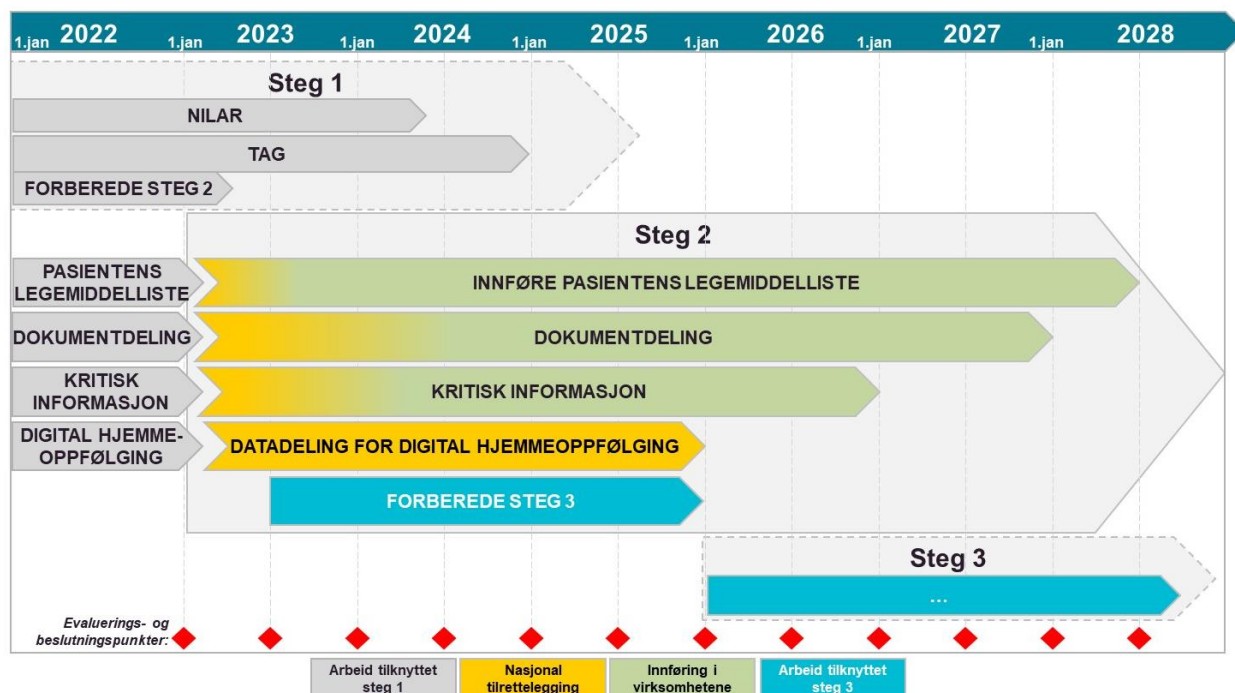 1.jan 2022 1.jan 2023 1.jan 2024 1.jan 2025 1.jan 2026 1.jan 2027 1.jan 2028
Steg 1
NILAR
TAG
FORBEREDE STEG 2
Steg 2
PASIENTENS
LEGEMIDDELLISTE
INNFØRE PASIENTENS LEGEMIDDELLISTE
DOKUMENTDELING
DOKUMENTDELING
KRITISK
INFORMASJON
KRITISK INFORMASJON
DIGITAL HJEMME-
OPPFØLGING
DATADELING FOR DIGITAL HJEMMEOPPFØLGING
FORBEREDE STEG 3
Steg 3
...
Evaluerings- og
beslutningspunkter:
Arbeid tilknyttet
steg 1
Nasjonal
tilrettelegging
Innføring i
virksomhetene
Arbeid tilknyttet
steg 3